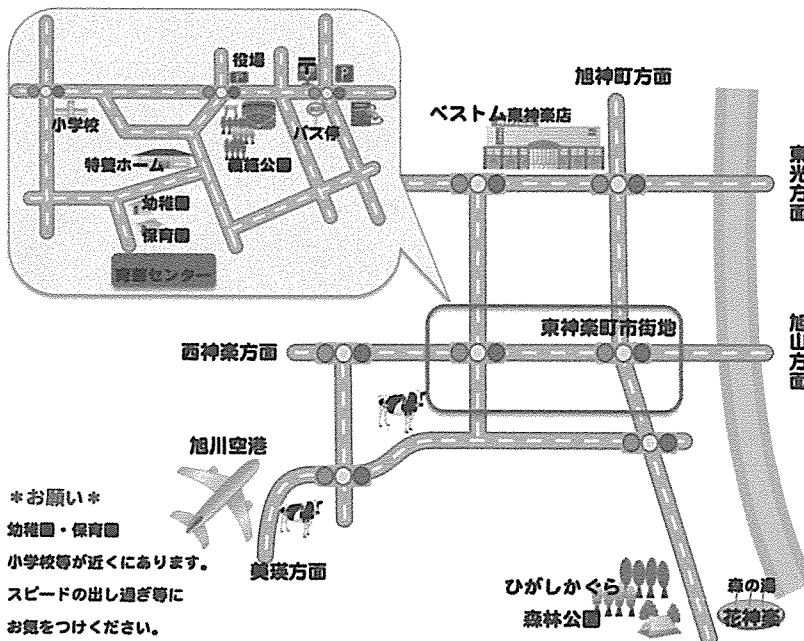 役場
P
小学校
バス停
特養ホーム
公園
幼稚園
保育園
センター
旭神町方面
ベストム東神楽店
東光方面
東神楽町市街地
西神楽方面
旭山方面
旭川空港
美瑛方面
ひがしかぐら
森林公園
森の湯
花神楽
*お願い*
幼稚園・保育園
小学校等が近くにあります。
スピードの出し過ぎ等に
お気をつけください。